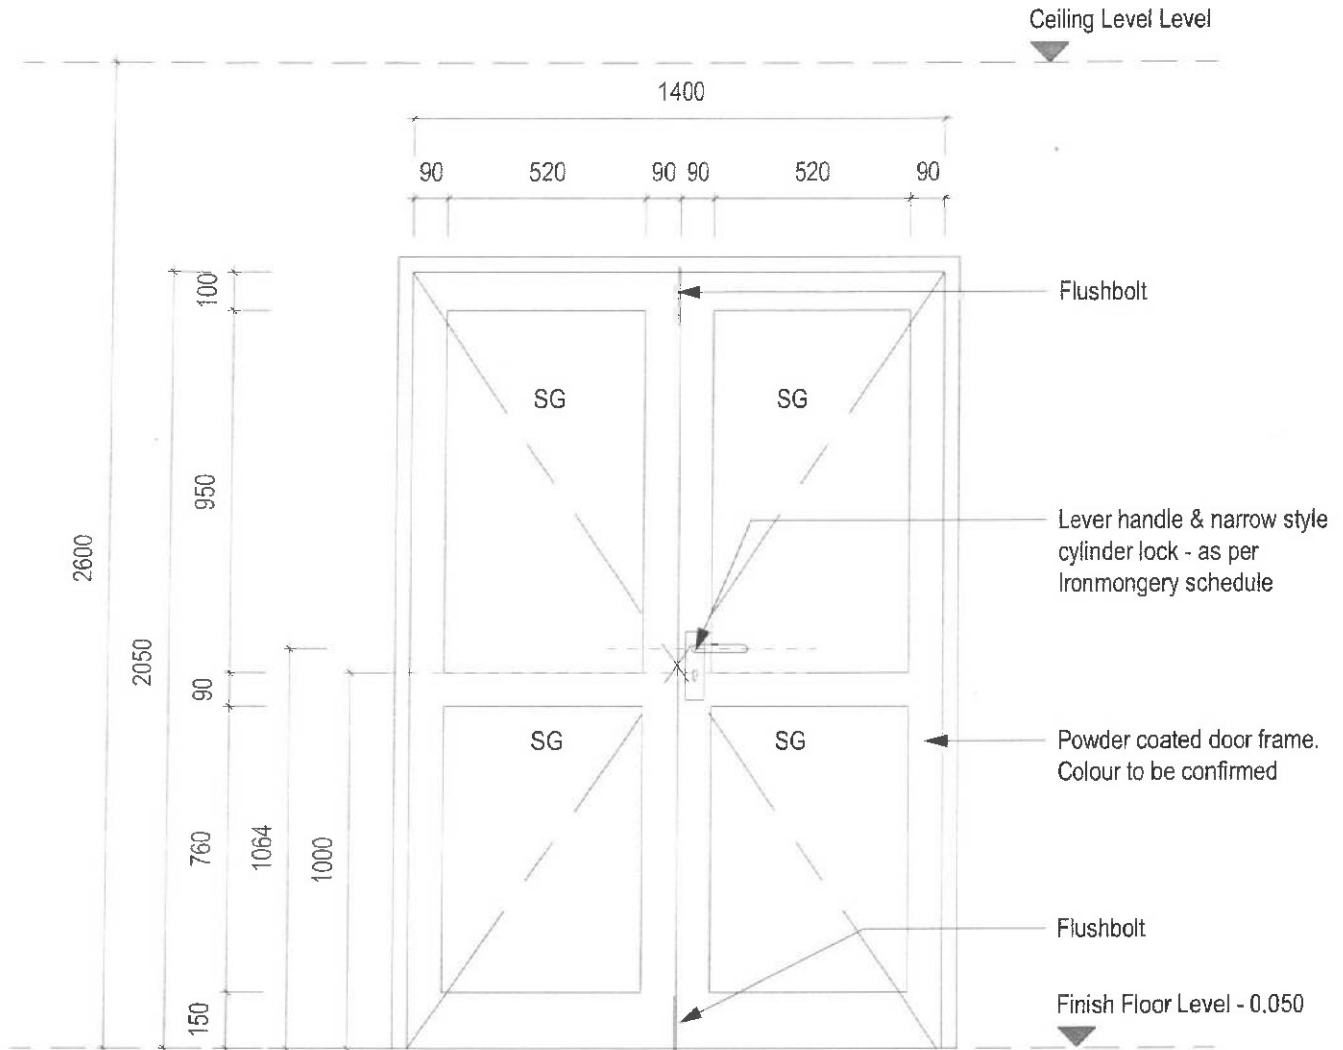 Ceiling Level Level
1400
90 520 90 90 520 90
100
Flushbolt
SG SG
950
Lever handle & narrow style
cylinder lock - as per
Ironmongery schedule
2600
2050
90
SG SG
Powder coated door frame.
Colour to be confirmed
760
1064
1000
Flushbolt
150
Finish Floor Level - 0.050